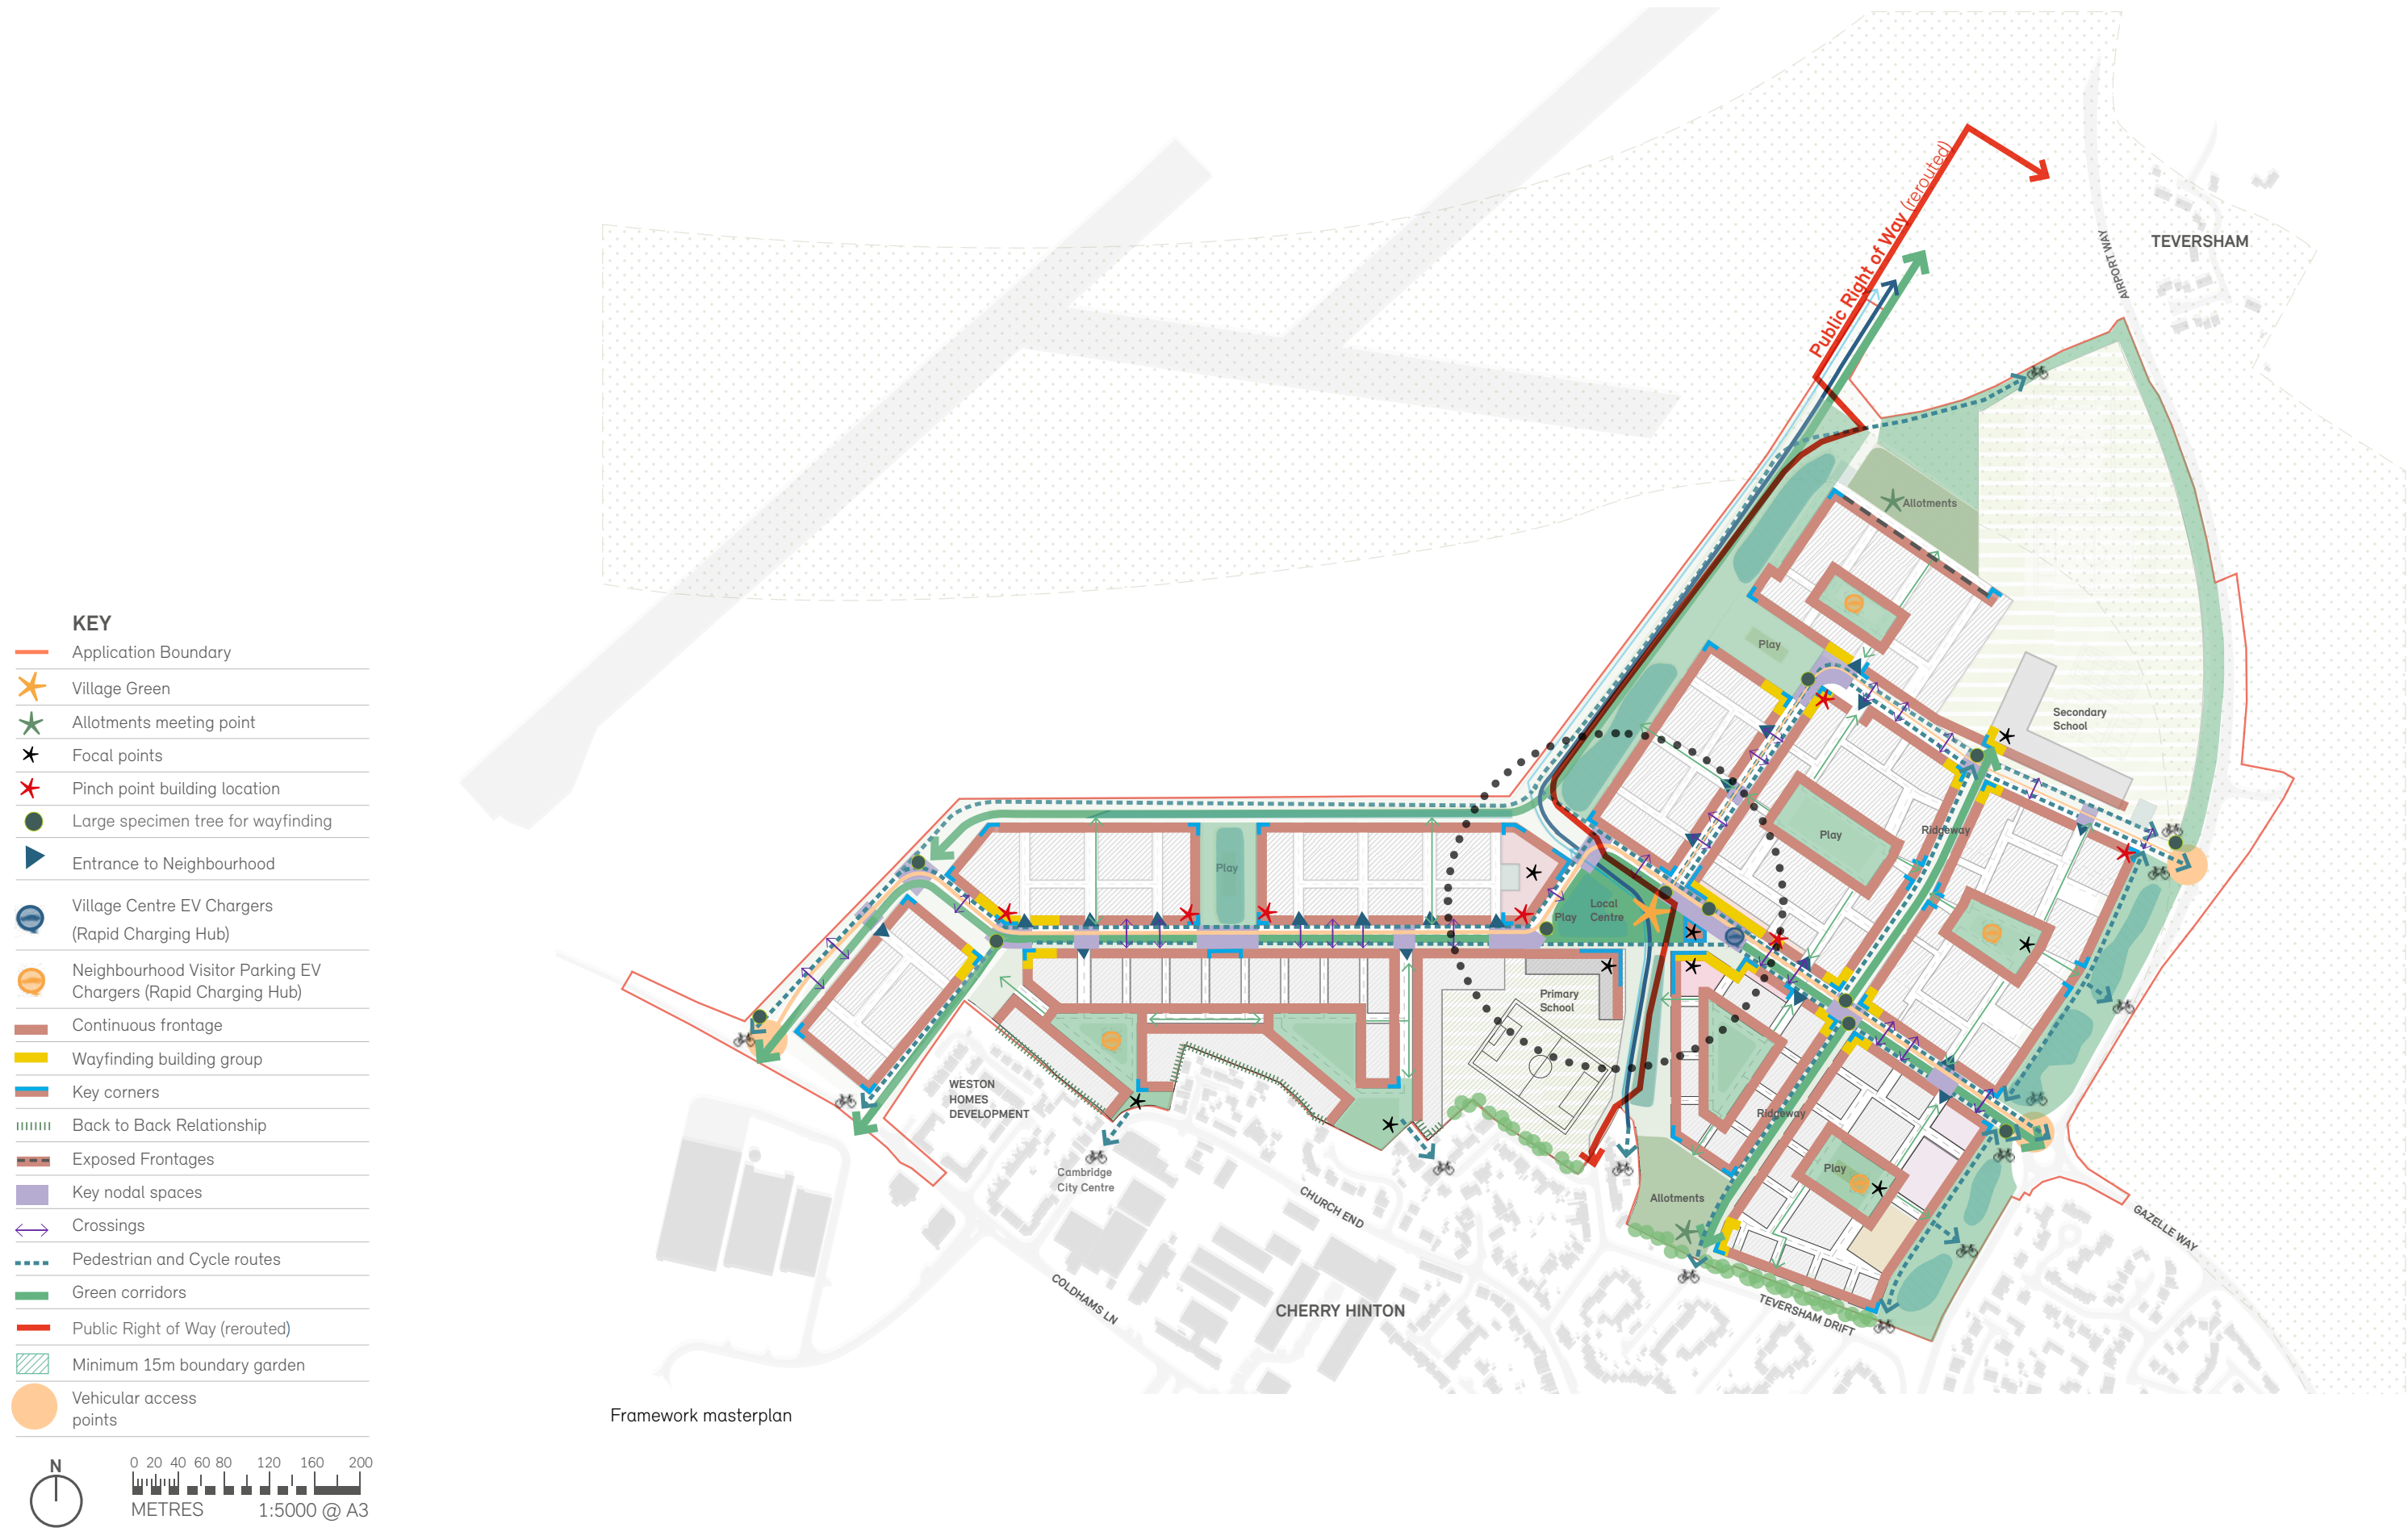 KEY
Application Boundary
Village Green
Allotments meeting point
Focal points
Pinch point building location
Large specimen tree for wayfinding
Entrance to Neighbourhood
Village Centre EV Chargers
(Rapid Charging Hub)
Neighbourhood Visitor Parking EV
Chargers (Rapid Charging Hub)
Continuous frontage
Wayfinding building group
Key corners
Back to Back Relationship
Exposed Frontages
Key nodal spaces
Crossings
Pedestrian and Cycle routes
Green corridors
Public Right of Way (rerouted)
Minimum 15m boundary garden
Vehicular access
points
N
0 20 40 60 80 120 160 200
METRES 1:5000 @ A3
Public Right of Way (rerouted)
AIRPORT WAY
TEVERSHAM
Allotments
Play
Secondary
School
Play
Ridgeway
Play
Play
Local
Centre
Primary
School
WESTON
HOMES
DEVELOPMENT
Ridgeway
Play
Allotments
Cambridge
City Centre
CHURCH END
COLDHAMS LN
CHERRY HINTON
TEVERSHAM DRIFT
GAZELLE WAY
Framework masterplan